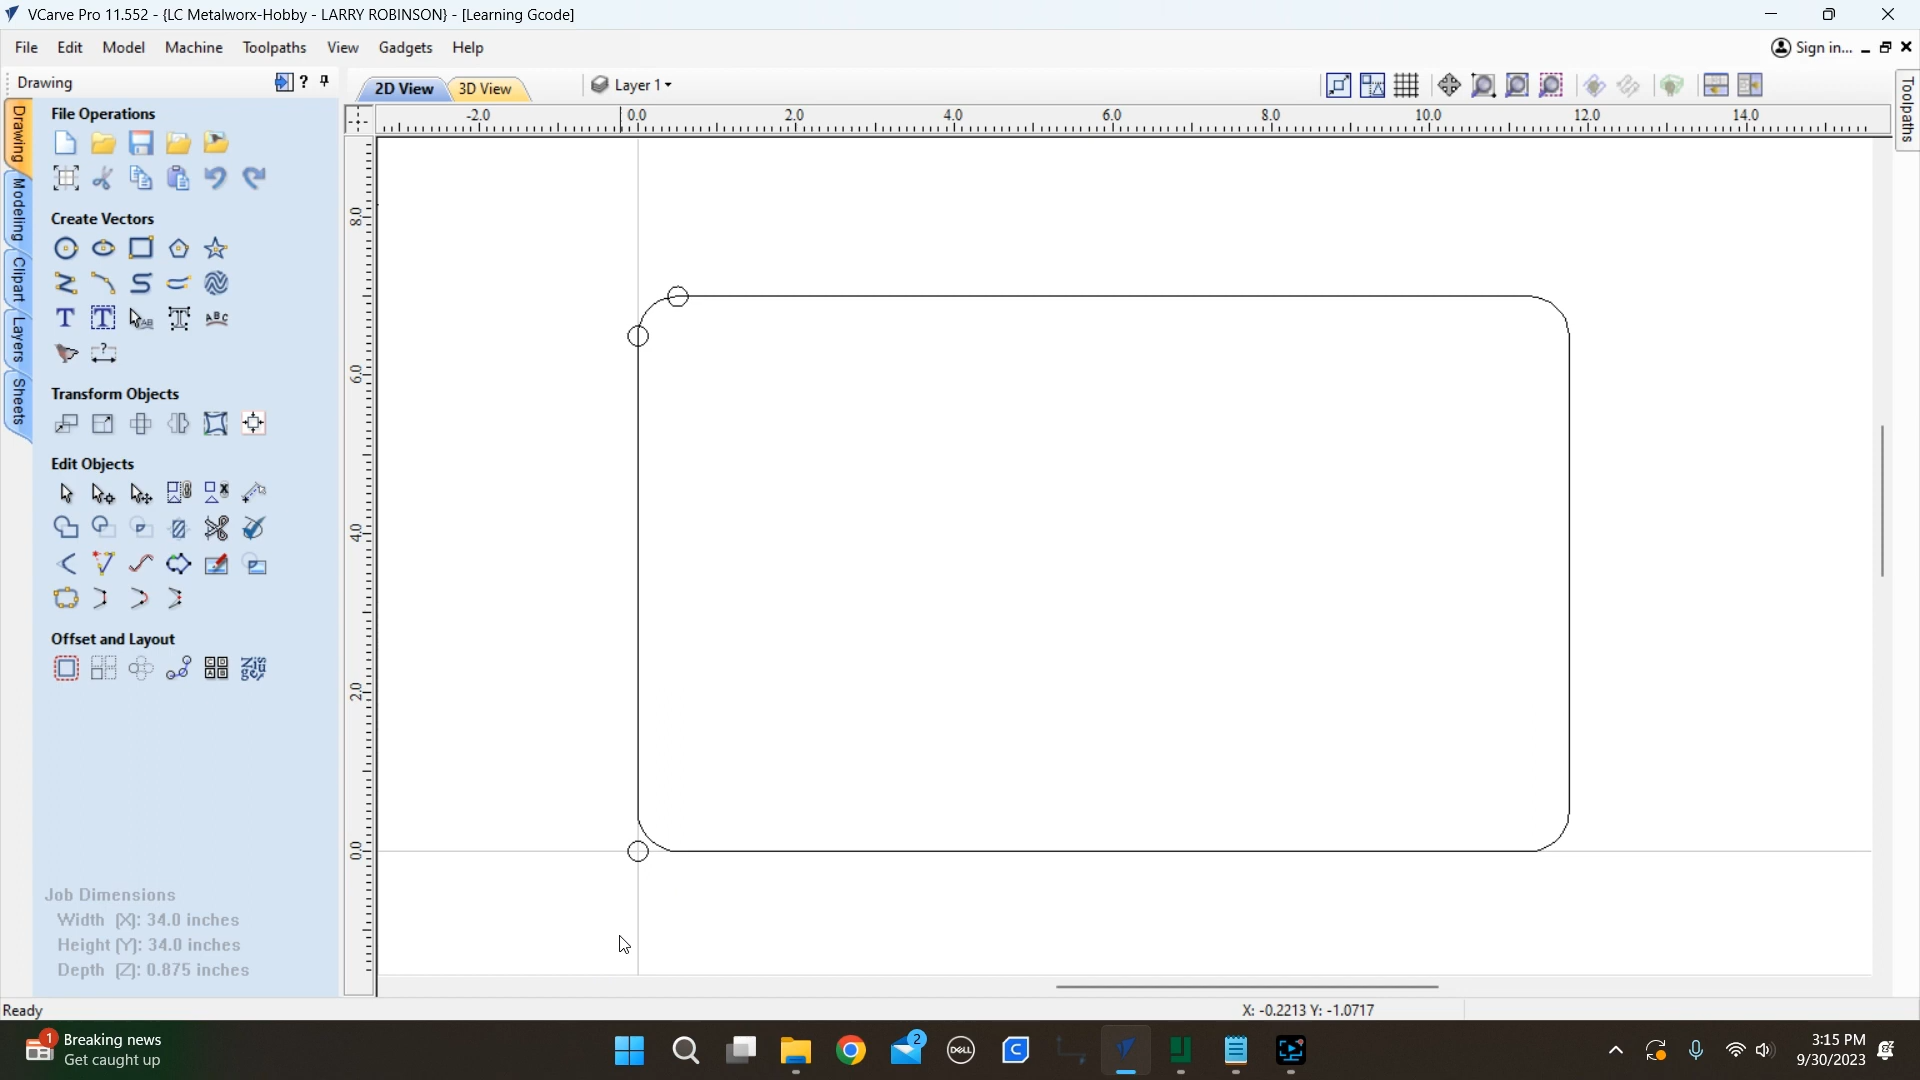 VCarve Pro 11.552 - {LC Metalworx-Hobby - LARRY ROBINSON} - [Learning Gcode]
File Edit Model Machine Toolpaths View Gadgets Help
Sign in...
Drawing
2D View 3D View Layer 1
Toolpaths
Drawing
Modeling
Clipart
Layers
Sheets
File Operations
Create Vectors
Transform Objects
Edit Objects
Offset and Layout
-2.0 0.0 2.0 4.0 6.0 8.0 10.0 12.0 14.0
8.0
6.0
4.0
2.0
0.0
Job Dimensions
Width (X): 34.0 inches
Height (Y): 34.0 inches
Depth (Z): 0.875 inches
Ready
X: -0.2213 Y: -1.0717
1
Breaking news
Get caught up
2
DELL
3:15 PM
9/30/2023